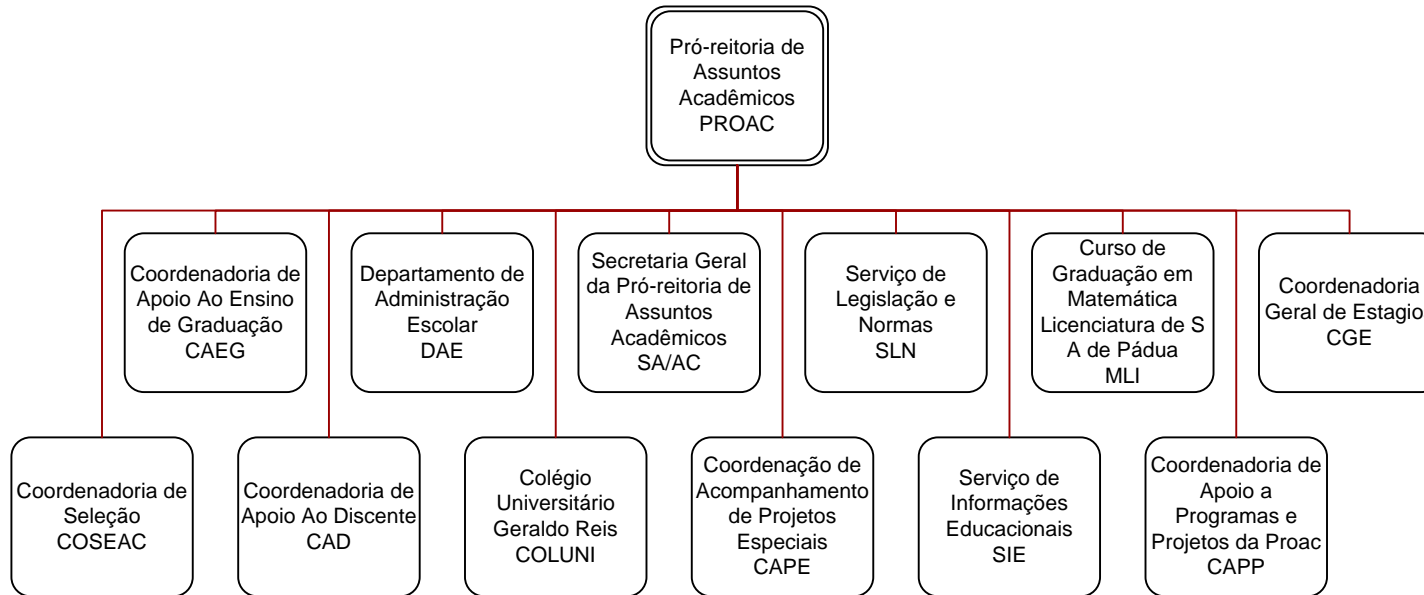 Pró-reitoria de
Assuntos
Acadêmicos
PROAC
Coordenadoria de
Apoio Ao Ensino
de Graduação
CAEG
Departamento de
Administração
Escolar
DAE
Secretaria Geral
da Pró-reitoria de
Assuntos
Acadêmicos
SA/AC
Serviço de
Legislação e
Normas
SLN
Curso de
Graduação em
Matemática
Licenciatura de S
A de Pádua
MLI
Coordenadoria
Geral de Estagio
CGE
Coordenadoria de
Seleção
COSEAC
Coordenadoria de
Apoio Ao Discente
CAD
Colégio
Universitário
Geraldo Reis
COLUNI
Coordenação de
Acompanhamento
de Projetos
Especiais
CAPE
Serviço de
Informações
Educacionais
SIE
Coordenadoria de
Apoio a
Programas e
Projetos da Proac
CAPP